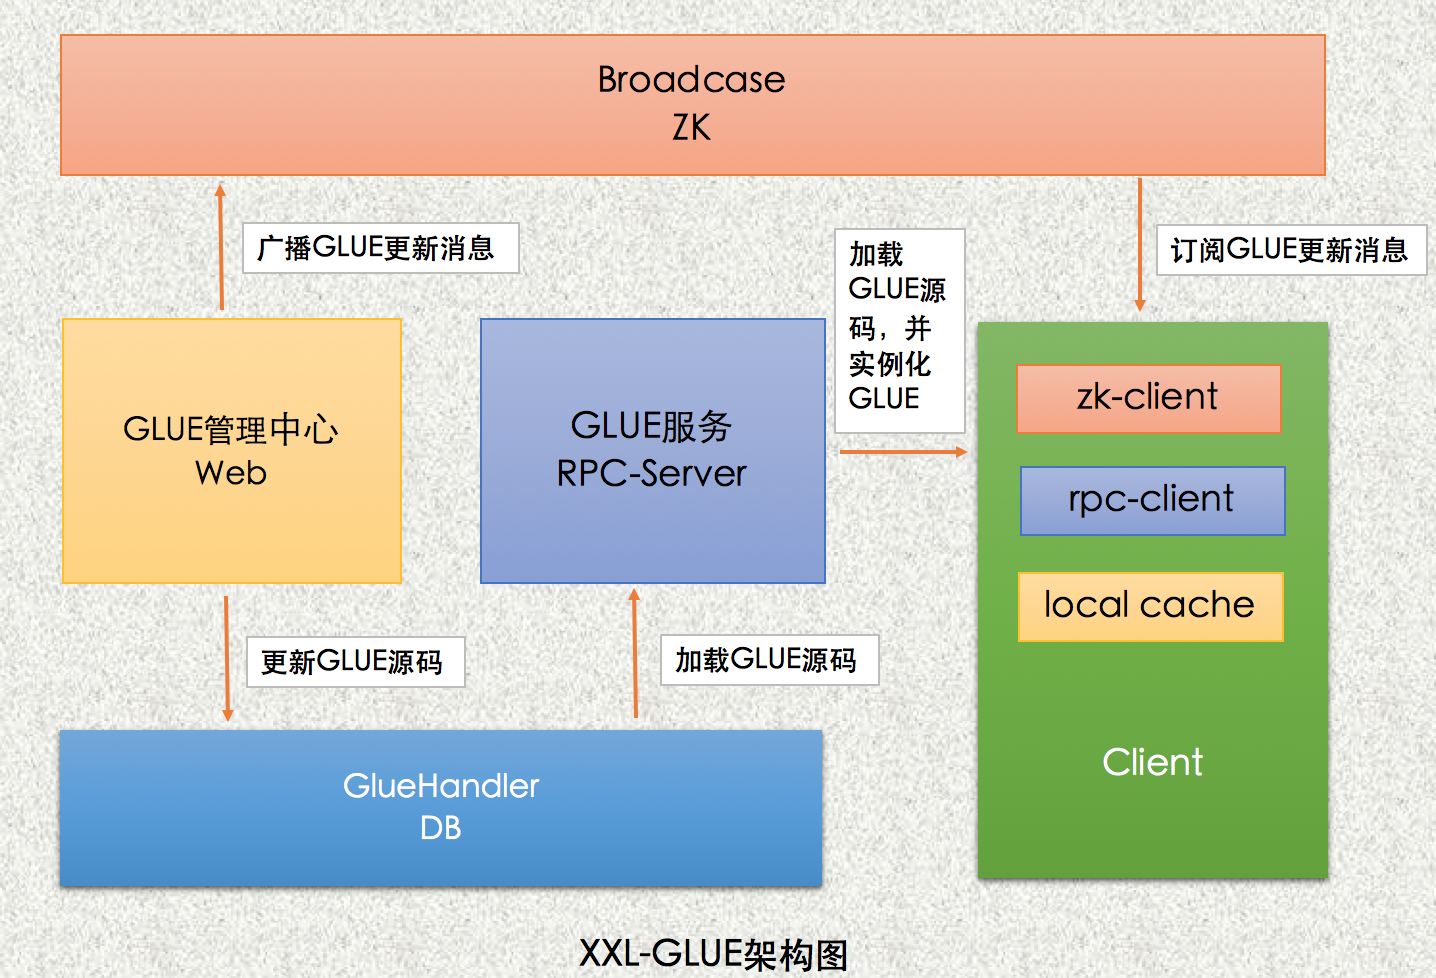 Broadcase
ZK
广播GLUE更新消息
订阅GLUE更新消息
加载
GLUE源
码，并
实例化
GLUE
GLUE管理中心
Web
GLUE服务
RPC-Server
zk-client
rpc-client
local cache
Client
更新GLUE源码
加载GLUE源码
GlueHandler
DB
XXL-GLUE架构图